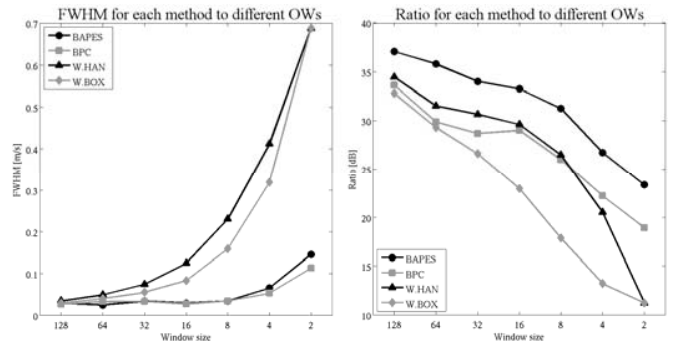 FWHM for each method to different OWs
0.7
0.6
0.5
0.4
0.3
0.2
0.1
0
FWHM [m/s]
BAPES
BPC
W.HAN
W.BOX
128 64 32 16 8 4 2
Window size
Ratio for each method to different OWs
40
35
30
25
20
15
10
Ratio [dB]
BAPES
BPC
W.HAN
W.BOX
128 64 32 16 8 4 2
Window size